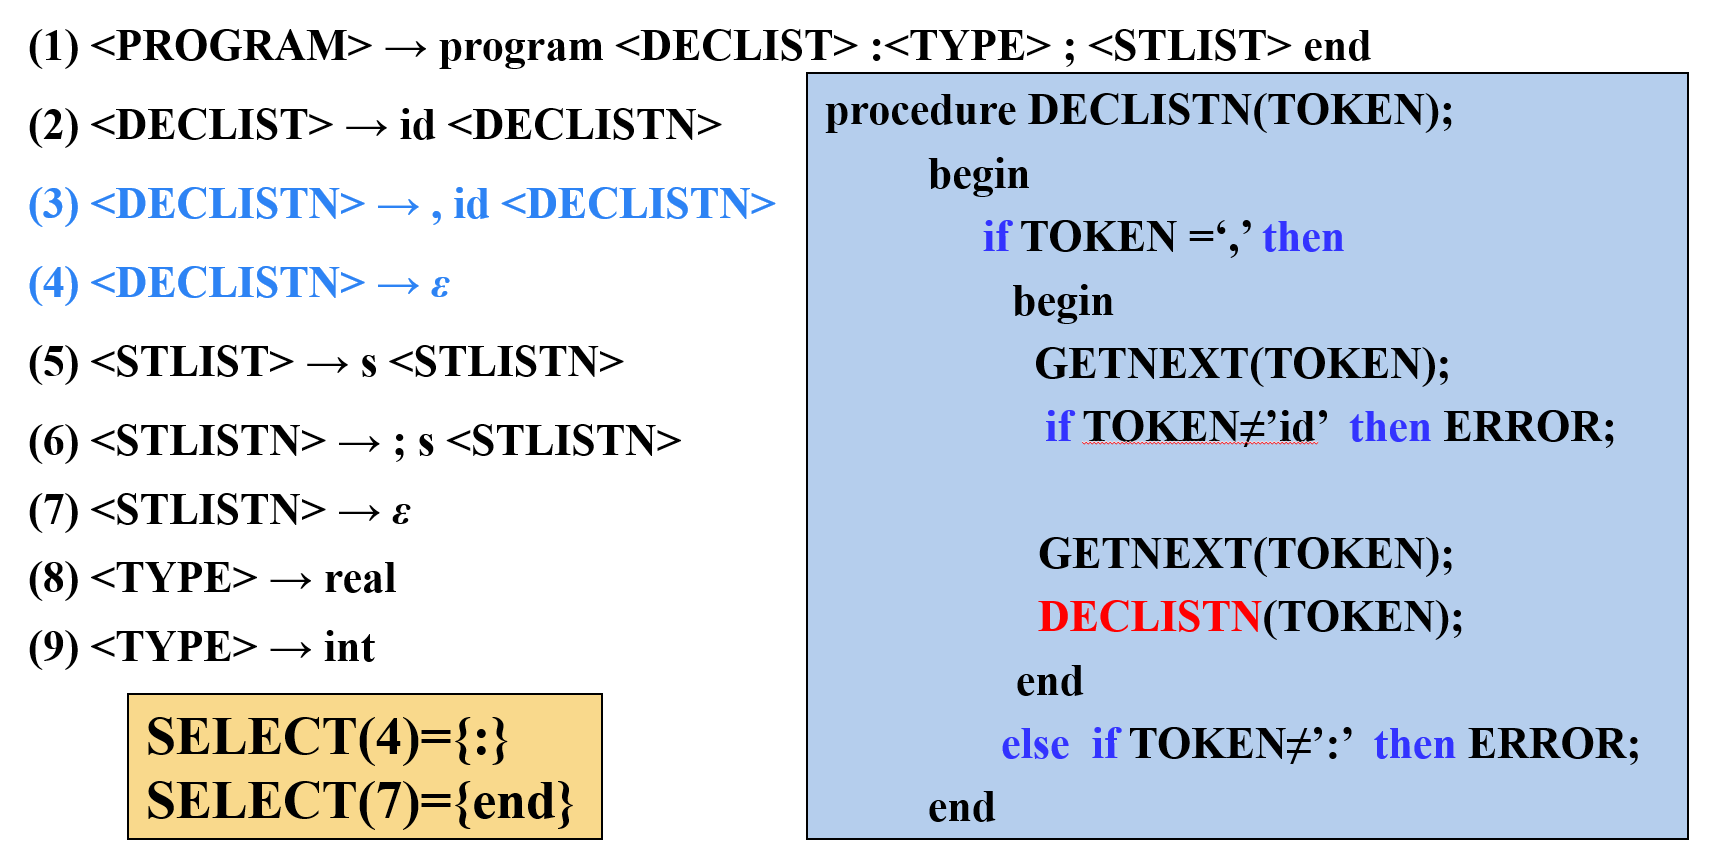 (1) <PROGRAM> → program <DECLIST> :<TYPE> ; <STLIST> end
(2) <DECLIST> → id <DECLISTN>
(3) <DECLISTN> → , id <DECLISTN>
(4) <DECLISTN> → ε
(5) <STLIST> → s <STLISTN>
(6) <STLISTN> → ; s <STLISTN>
(7) <STLISTN> → ε
(8) <TYPE> → real
(9) <TYPE> → int
SELECT(4)={:}
SELECT(7)={end}
procedure DECLISTN(TOKEN);
begin
if TOKEN =‘,’ then
begin
GETNEXT(TOKEN);
if TOKEN≠’id’ then ERROR;
GETNEXT(TOKEN);
DECLISTN(TOKEN);
end
else if TOKEN≠’:’ then ERROR;
end